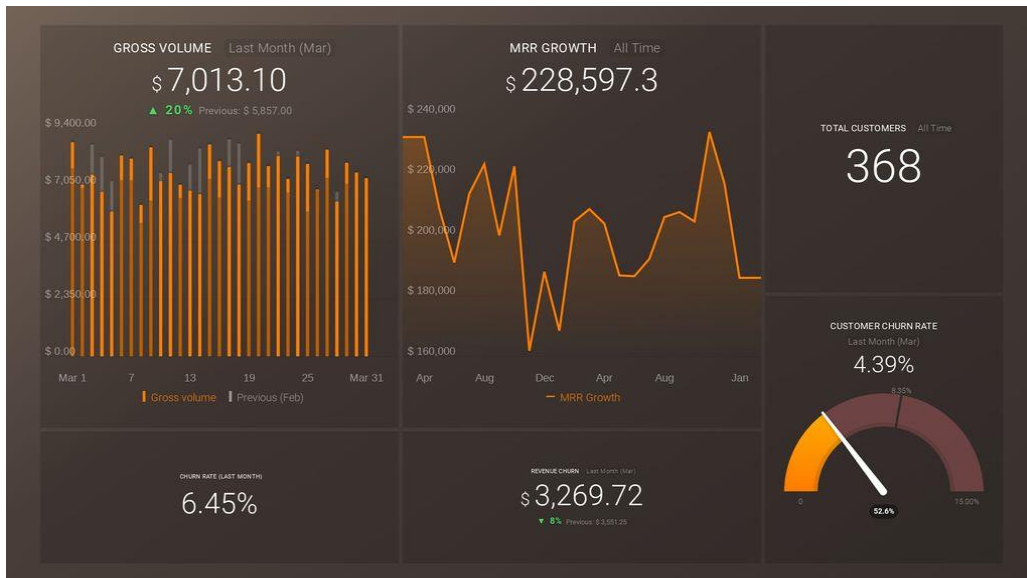 GROSS VOLUME Last Month (Mar)
$ 7,013.10
▲ 20% Previous: $ 5,857.00
$ 9,400.00
$ 7,050.00
$ 4,700.00
$ 2,350.00
$ 0.00
Mar 1 7 13 19 25 Mar 31
Gross volume Previous (Feb)
MRR GROWTH All Time
$ 228,597.3
$ 240,000
$ 220,000
$ 200,000
$ 180,000
$ 160,000
Apr Aug Dec Apr Aug Jan
MRR Growth
TOTAL CUSTOMERS All Time
368
CUSTOMER CHURN RATE
Last Month (Mar)
4.39%
8.35%
0 15.00%
52.6%
CHURN RATE (LAST MONTH)
6.45%
REVENUE CHURN Last Month (Mar)
$ 3,269.72
▼ 8% Previous: $ 3,551.25